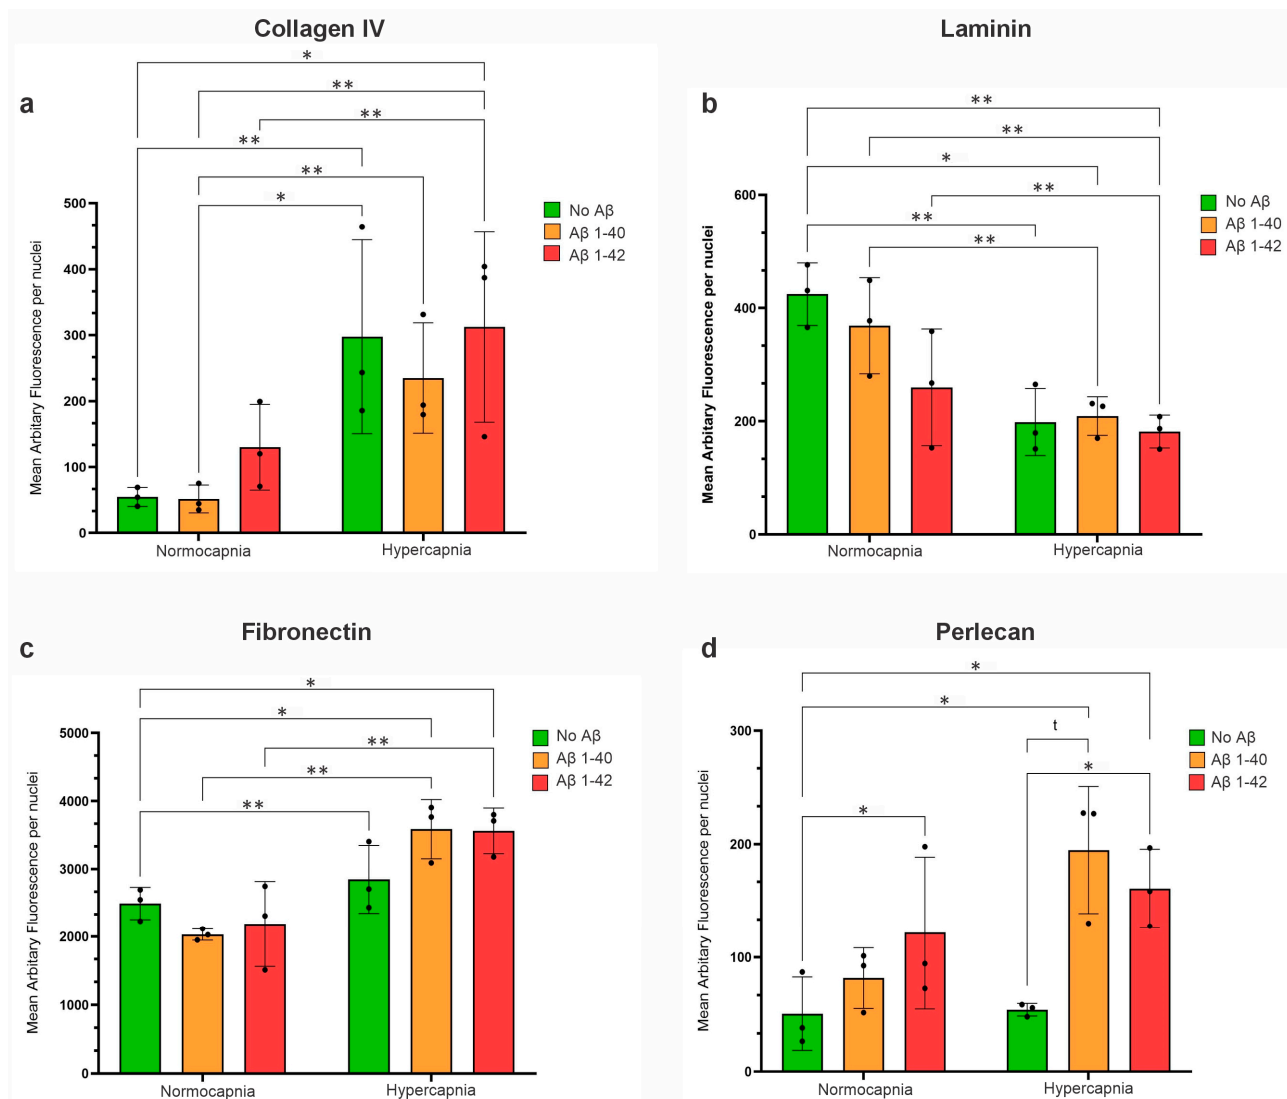 Collagen IV
Laminin
a
*
**
**
**
**
*
500
400
300
200
100
0
Mean Arbitary Fluorescence per nuclei
Normocapnia
Hypercapnia
No Aβ
Aβ 1-40
Aβ 1-42
b
**
**
*
**
**
**
600
400
200
0
Mean Arbitary Fluorescence per nuclei
Normocapnia
Hypercapnia
No Aβ
Aβ 1-40
Aβ 1-42
Fibronectin
Perlecan
c
*
*
**
**
**
5000
4000
3000
2000
1000
0
Mean Arbitary Fluorescence per nuclei
Normocapnia
Hypercapnia
No Aβ
Aβ 1-40
Aβ 1-42
d
*
*
t
*
*
300
200
100
0
Mean Arbitary Fluorescence per nuclei
Normocapnia
Hypercapnia
No Aβ
Aβ 1-40
Aβ 1-42